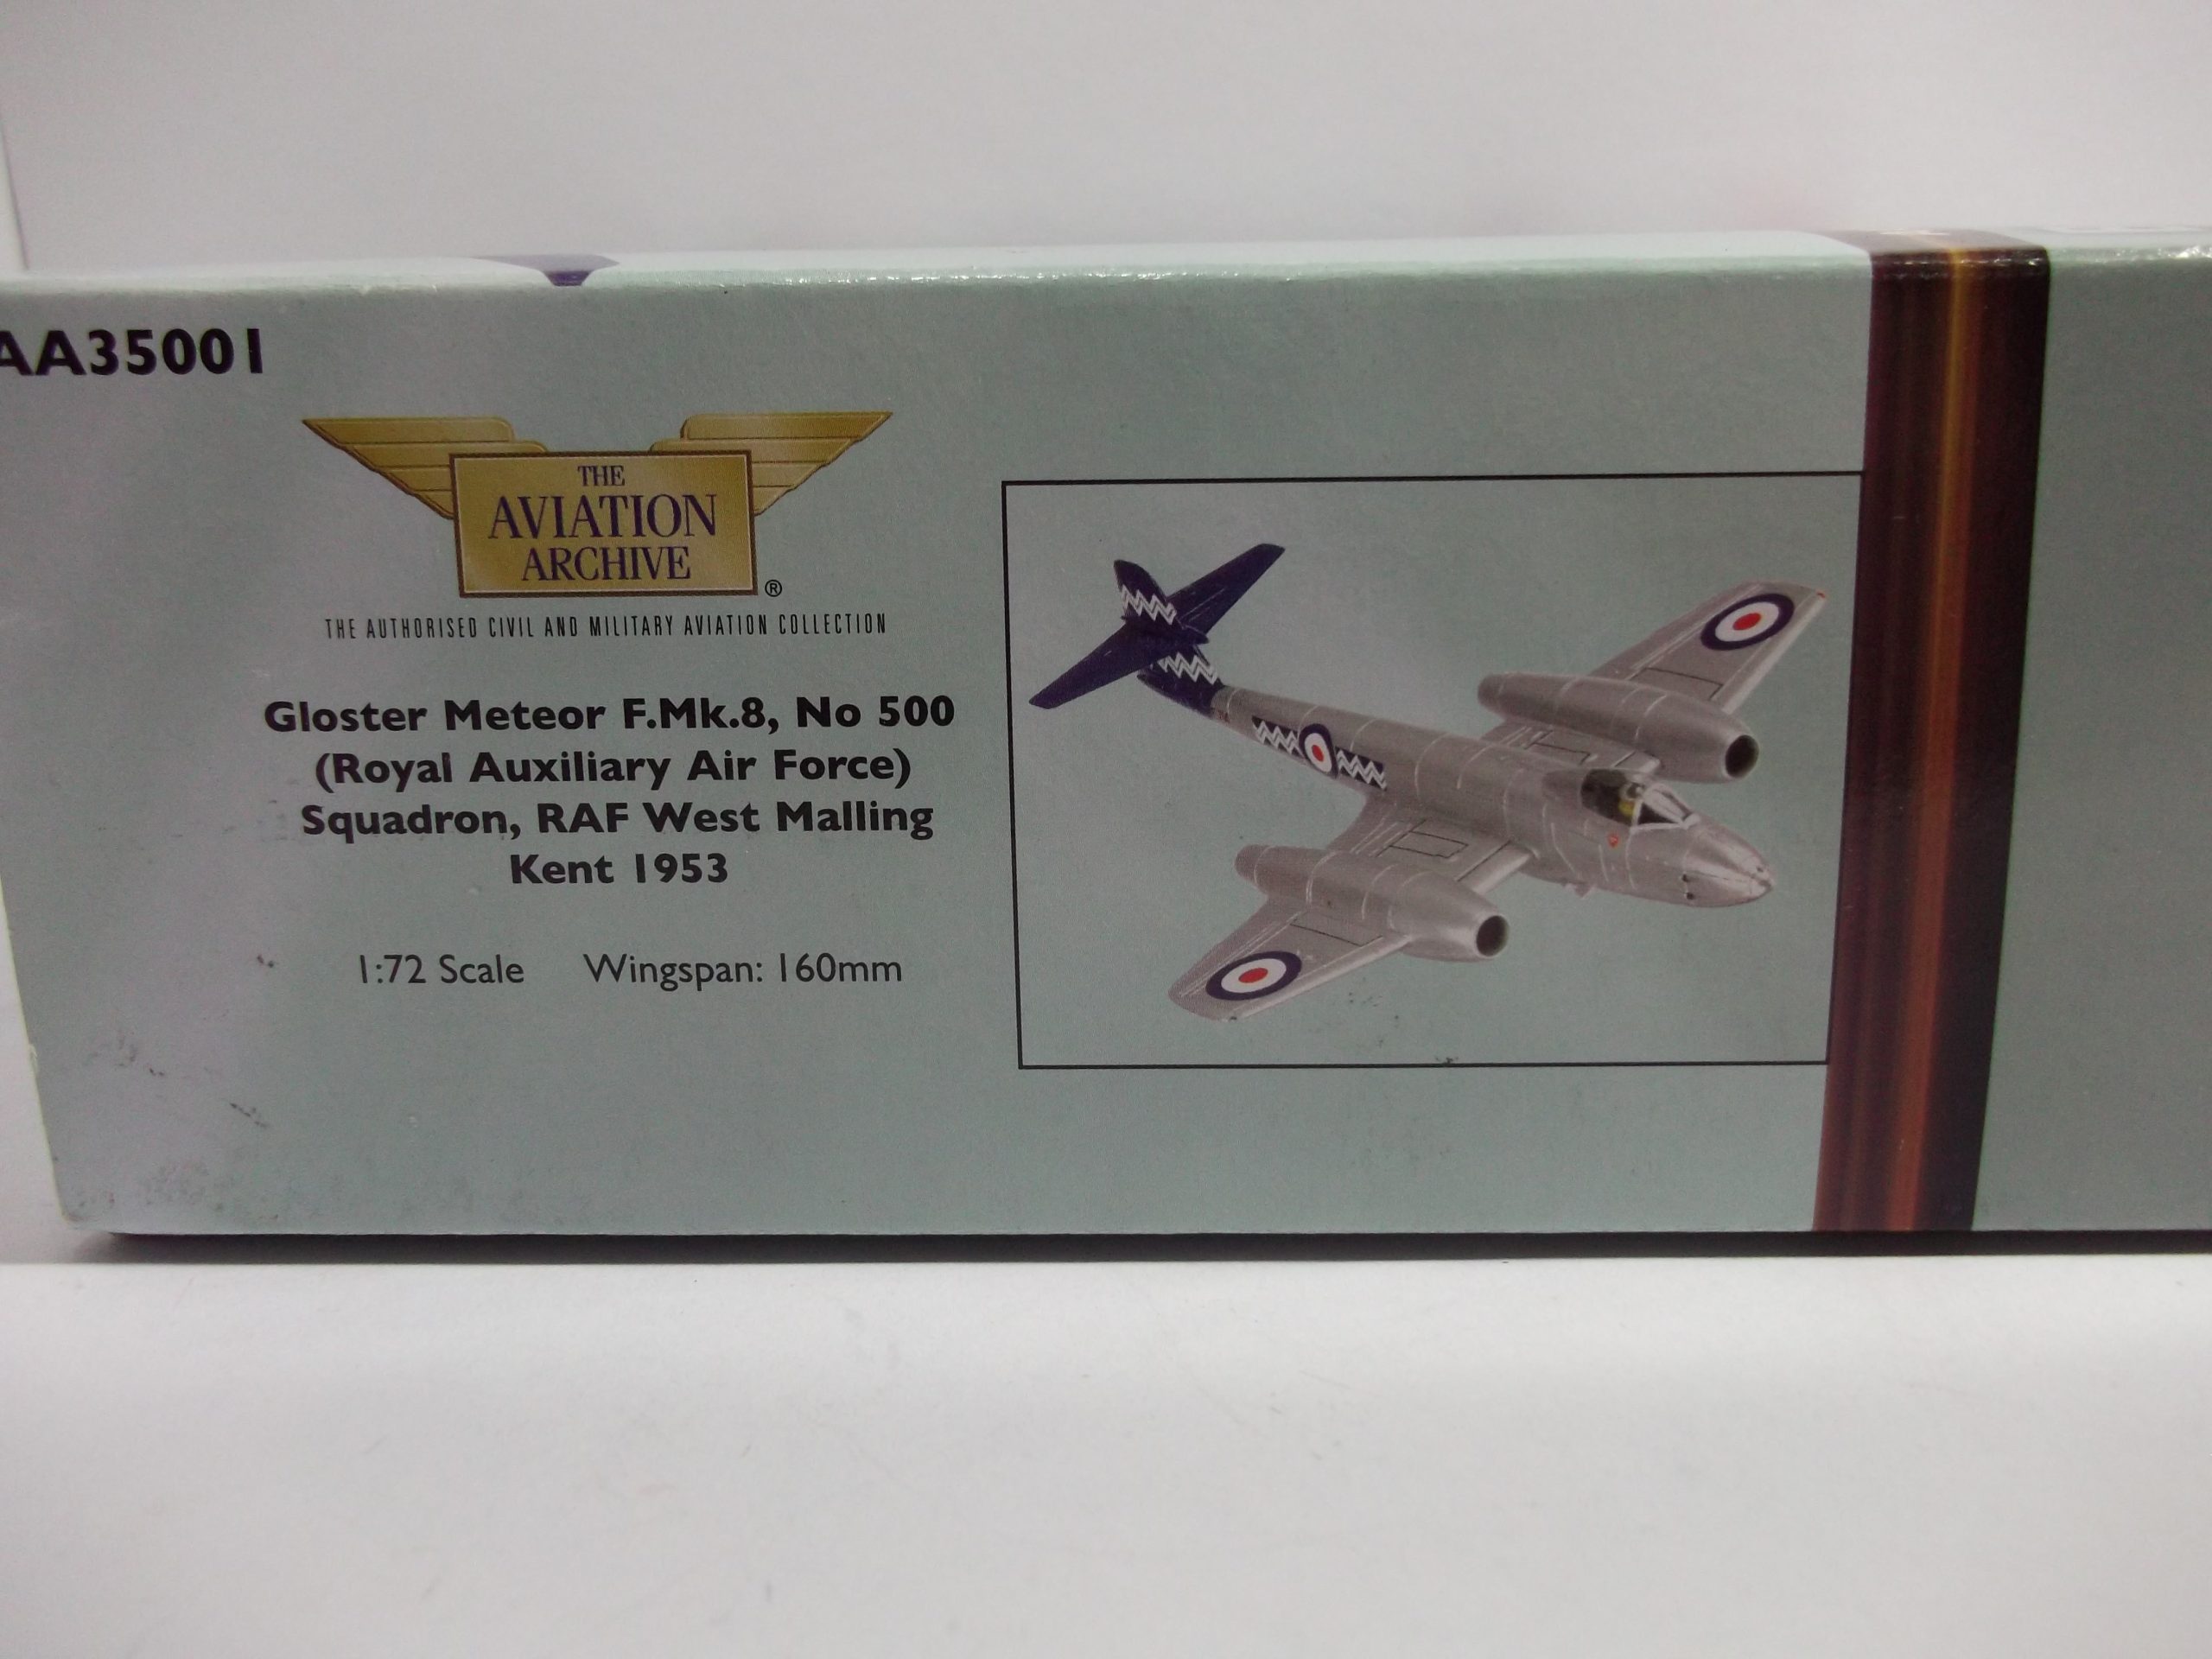 AA35001
THE
AVIATION
ARCHIVE
®
THE AUTHORISED CIVIL AND MILITARY AVIATION COLLECTION
Gloster Meteor F.Mk.8, No 500
(Royal Auxiliary Air Force)
Squadron, RAF West Malling
Kent 1953
1:72 Scale Wingspan: 160mm